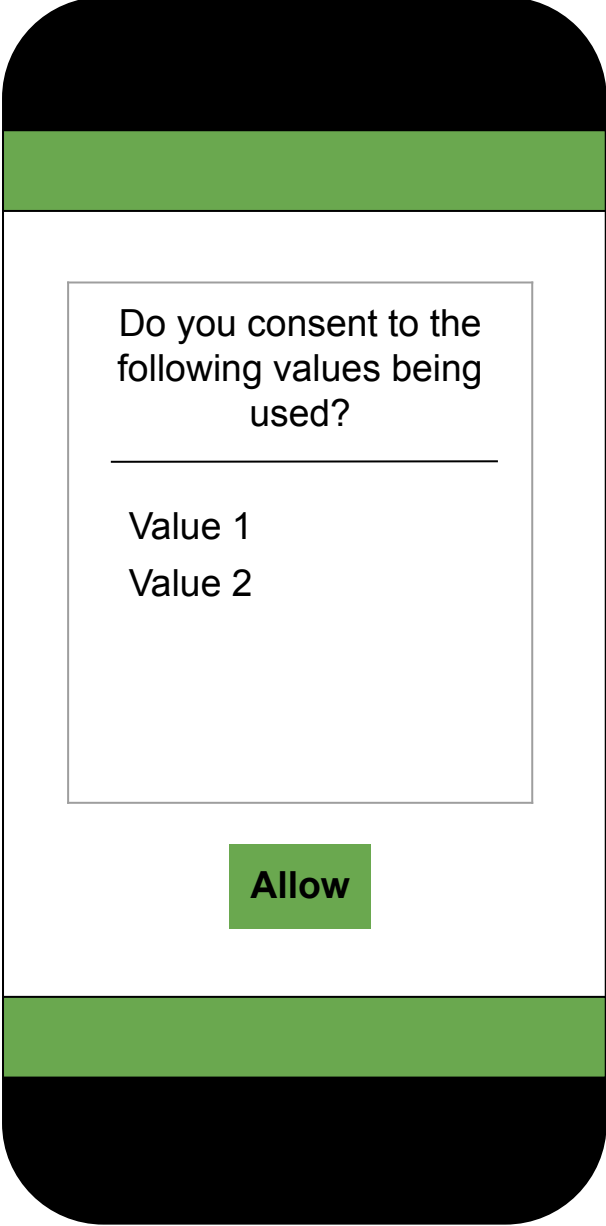 Do you consent to the
following values being
used?
Value 1
Value 2
Allow